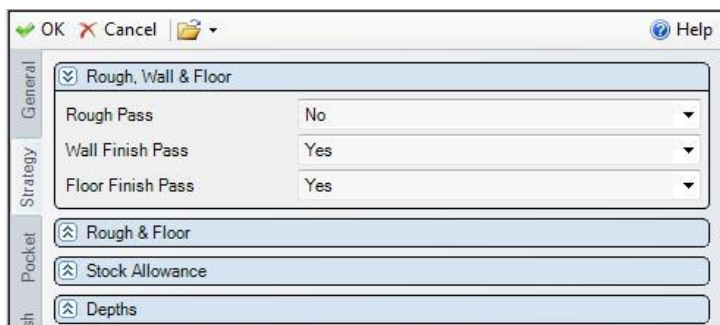 OK Cancel Help
General
Strategy
Pocket
Rough, Wall & Floor
Rough Pass No
Wall Finish Pass Yes
Floor Finish Pass Yes
Rough & Floor
Stock Allowance
Depths